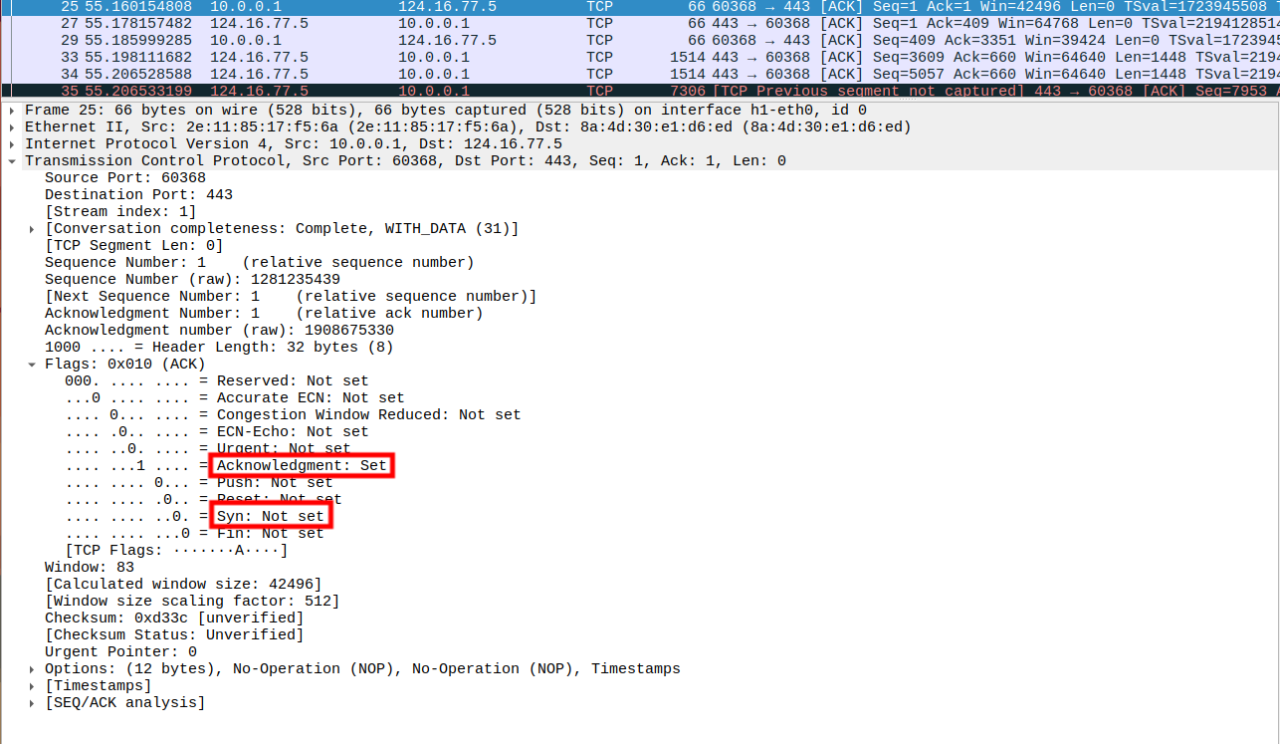 25 55.160154808 10.0.0.1 124.16.77.5 TCP 66 60368 → 443 [ACK] Seq=1 Ack=1 Win=42496 Len=0 TSval=1723945508
27 55.178157482 124.16.77.5 10.0.0.1 TCP 66 443 → 60368 [ACK] Seq=1 Ack=409 Win=64768 Len=0 TSval=2194128514
29 55.185999285 10.0.0.1 124.16.77.5 TCP 66 60368 → 443 [ACK] Seq=409 Ack=3351 Win=39424 Len=0 TSval=1723945
33 55.198111682 124.16.77.5 10.0.0.1 TCP 1514 443 → 60368 [ACK] Seq=3609 Ack=660 Win=64640 Len=1448 TSval=2194
34 55.206528588 124.16.77.5 10.0.0.1 TCP 1514 443 → 60368 [ACK] Seq=5057 Ack=660 Win=64640 Len=1448 TSval=2194
35 55.206533199 124.16.77.5 10.0.0.1 TCP 7306 [TCP Previous segment not captured] 443 → 60368 [ACK] Seq=7953
Frame 25: 66 bytes on wire (528 bits), 66 bytes captured (528 bits) on interface h1-eth0, id 0
Ethernet II, Src: 2e:11:85:17:f5:6a (2e:11:85:17:f5:6a), Dst: 8a:4d:30:e1:d6:ed (8a:4d:30:e1:d6:ed)
Internet Protocol Version 4, Src: 10.0.0.1, Dst: 124.16.77.5
Transmission Control Protocol, Src Port: 60368, Dst Port: 443, Seq: 1, Ack: 1, Len: 0
Source Port: 60368
Destination Port: 443
[Stream index: 1]
[Conversation completeness: Complete, WITH_DATA (31)]
[TCP Segment Len: 0]
Sequence Number: 1 (relative sequence number)
Sequence Number (raw): 1281235439
[Next Sequence Number: 1 (relative sequence number)]
Acknowledgment Number: 1 (relative ack number)
Acknowledgment number (raw): 1908675330
1000 .... = Header Length: 32 bytes (8)
Flags: 0x010 (ACK)
000. .... .... = Reserved: Not set
...0 .... .... = Accurate ECN: Not set
.... 0... .... = Congestion Window Reduced: Not set
.... .0.. .... = ECN-Echo: Not set
.... ..0. .... = Urgent: Not set
.... ...1 .... = Acknowledgment: Set
.... .... 0... = Push: Not set
.... .... .0.. = Reset: Not set
.... .... ..0. = Syn: Not set
.... .... ...0 = Fin: Not set
[TCP Flags: ·······A····]
Window: 83
[Calculated window size: 42496]
[Window size scaling factor: 512]
Checksum: 0xd33c [unverified]
[Checksum Status: Unverified]
Urgent Pointer: 0
Options: (12 bytes), No-Operation (NOP), No-Operation (NOP), Timestamps
[Timestamps]
[SEQ/ACK analysis]